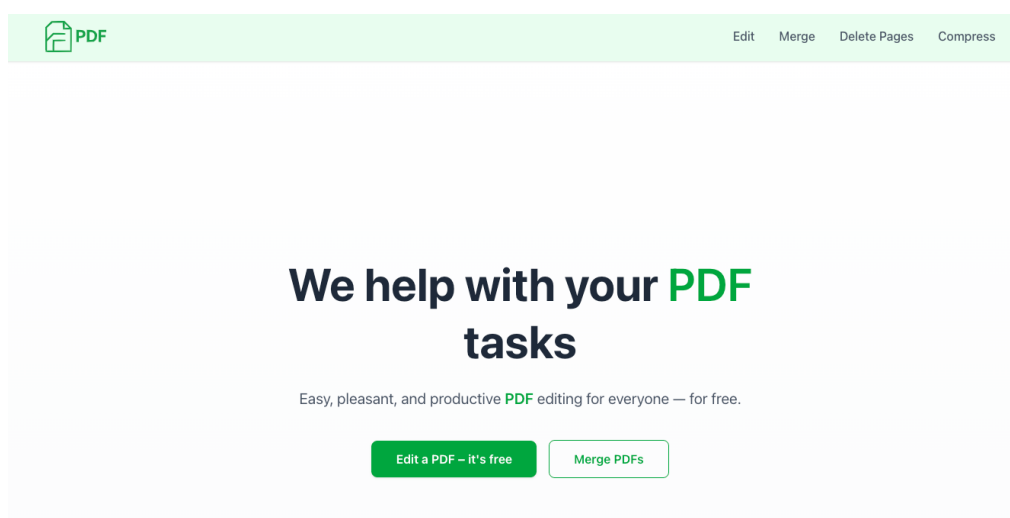 PDF
Edit
Merge
Delete Pages
Compress
We help with your PDF
tasks
Easy, pleasant, and productive PDF editing for everyone — for free.
Edit a PDF – it's free
Merge PDFs